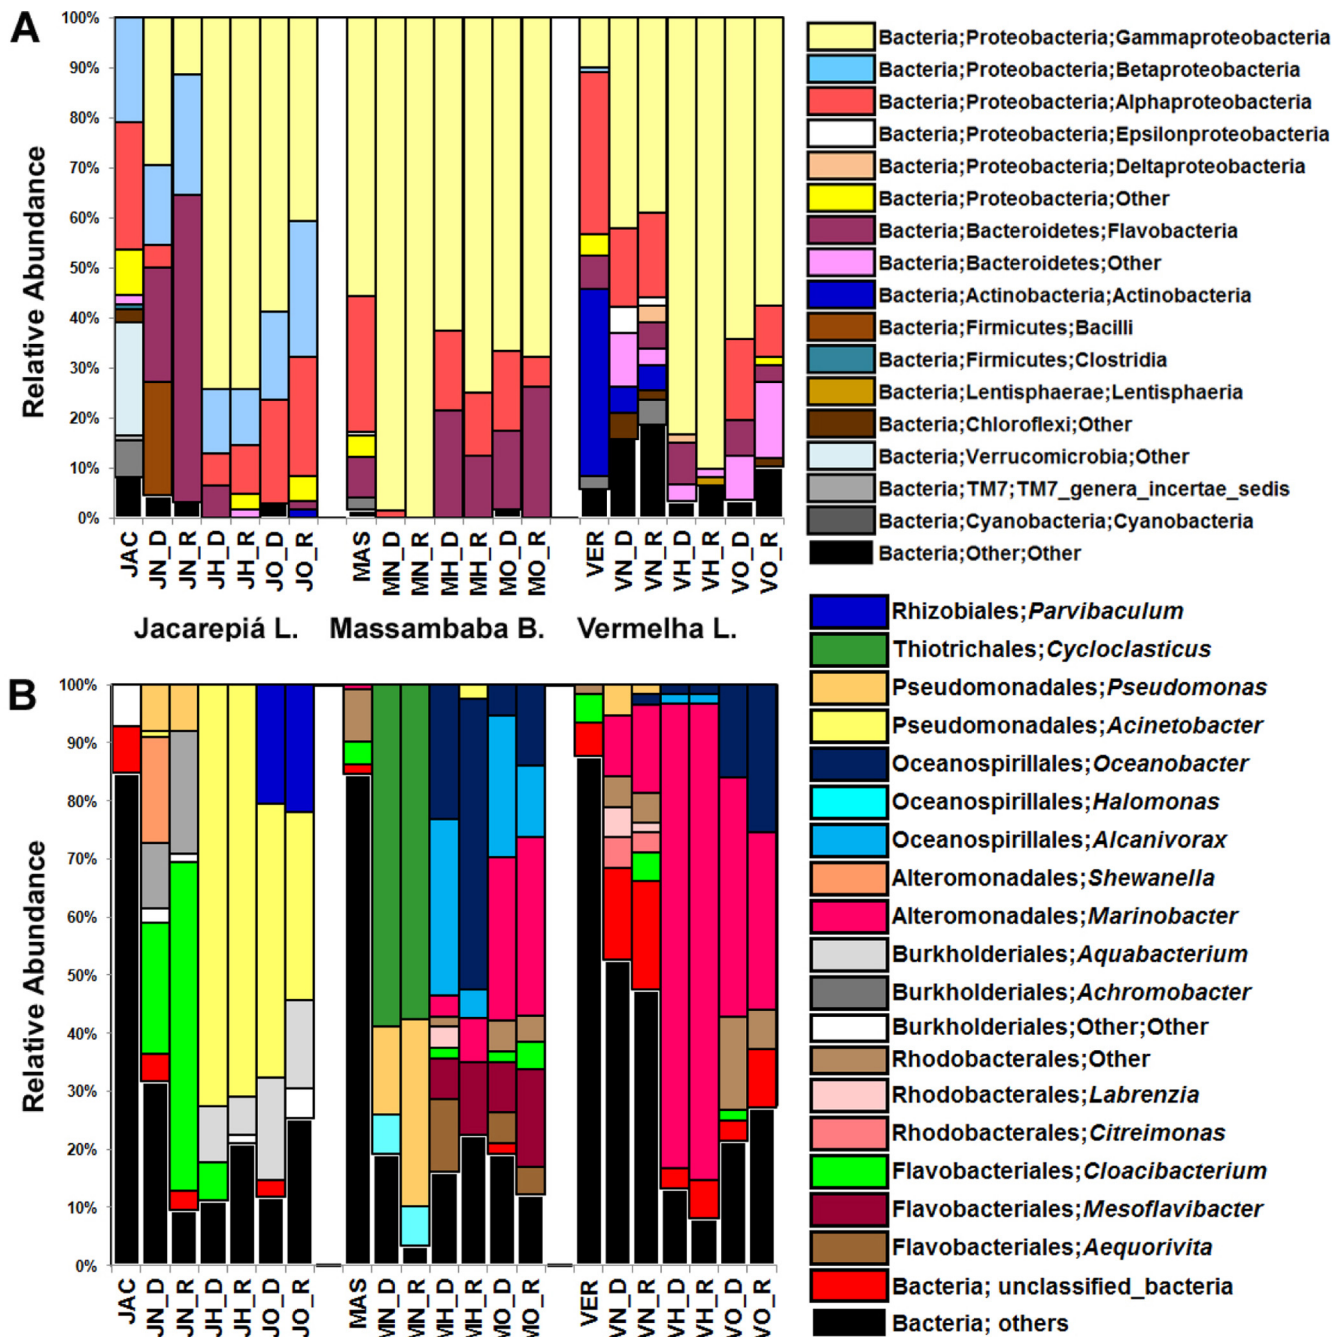 A
Relative Abundance
100%
90%
80%
70%
60%
50%
40%
30%
20%
10%
0%
JAC
JN_D
JN_R
JH_D
JH_R
JO_D
JO_R
MAS
MN_D
MN_R
MH_D
MH_R
MO_D
MO_R
VER
VN_D
VN_R
VH_D
VH_R
VO_D
VO_R
Jacarepiá L.
Massambaba B.
Vermelha L.
Bacteria;Proteobacteria;Gammaproteobacteria
Bacteria;Proteobacteria;Betaproteobacteria
Bacteria;Proteobacteria;Alphaproteobacteria
Bacteria;Proteobacteria;Epsilonproteobacteria
Bacteria;Proteobacteria;Deltaproteobacteria
Bacteria;Proteobacteria;Other
Bacteria;Bacteroidetes;Flavobacteria
Bacteria;Bacteroidetes;Other
Bacteria;Actinobacteria;Actinobacteria
Bacteria;Firmicutes;Bacilli
Bacteria;Firmicutes;Clostridia
Bacteria;Lentisphaerae;Lentisphaeria
Bacteria;Chloroflexi;Other
Bacteria;Verrucomicrobia;Other
Bacteria;TM7;TM7_genera_incertae_sedis
Bacteria;Cyanobacteria;Cyanobacteria
Bacteria;Other;Other
B
Relative Abundance
100%
90%
80%
70%
60%
50%
40%
30%
20%
10%
0%
JAC
JN_D
JN_R
JH_D
JH_R
JO_D
JO_R
MAS
MN_D
MN_R
MH_D
MH_R
MO_D
MO_R
VER
VN_D
VN_R
VH_D
VH_R
VO_D
VO_R
Rhizobiales;Parvibaculum
Thiotrichales;Cycloclasticus
Pseudomonadales;Pseudomonas
Pseudomonadales;Acinetobacter
Oceanospirillales;Oceanobacter
Oceanospirillales;Halomonas
Oceanospirillales;Alcanivorax
Alteromonadales;Shewanella
Alteromonadales;Marinobacter
Burkholderiales;Aquabacterium
Burkholderiales;Achromobacter
Burkholderiales;Other;Other
Rhodobacterales;Other
Rhodobacterales;Labrenzia
Rhodobacterales;Citreimonas
Flavobacteriales;Cloacibacterium
Flavobacteriales;Mesoflavibacter
Flavobacteriales;Aequorivita
Bacteria; unclassified_bacteria
Bacteria; others